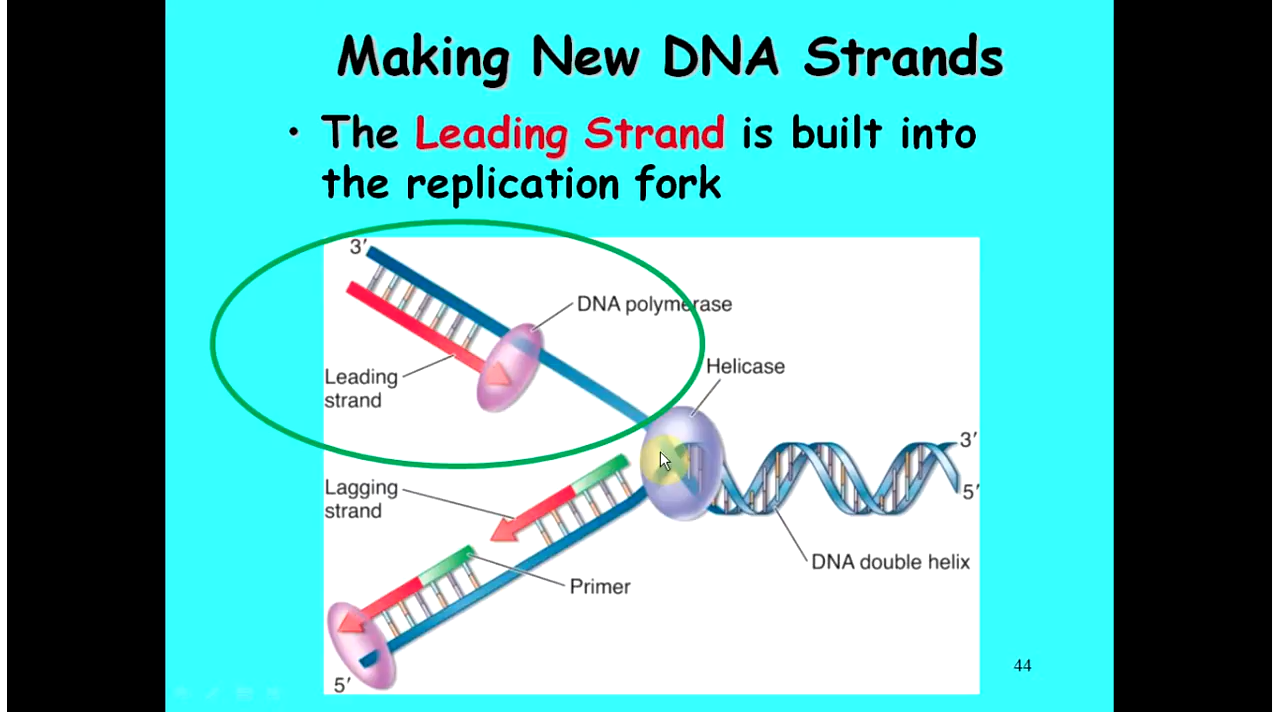 Making New DNA Strands
• The Leading Strand is built into
the replication fork
3′
DNA polymerase
Helicase
Leading
strand
3′
5′
Lagging
strand
DNA double helix
Primer
5′
44